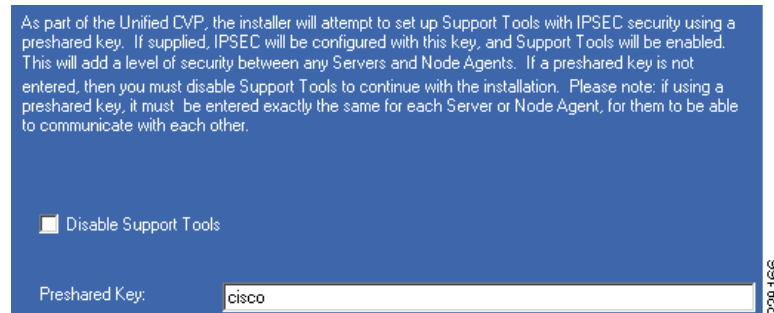 As part of the Unified CVP, the installer will attempt to set up Support Tools with IPSEC security using a
preshared key. If supplied, IPSEC will be configured with this key, and Support Tools will be enabled.
This will add a level of security between any Servers and Node Agents. If a preshared key is not
entered, then you must disable Support Tools to continue with the installation. Please note: if using a
preshared key, it must be entered exactly the same for each Server or Node Agent, for them to be able
to communicate with each other.
Disable Support Tools
Preshared Key:
cisco